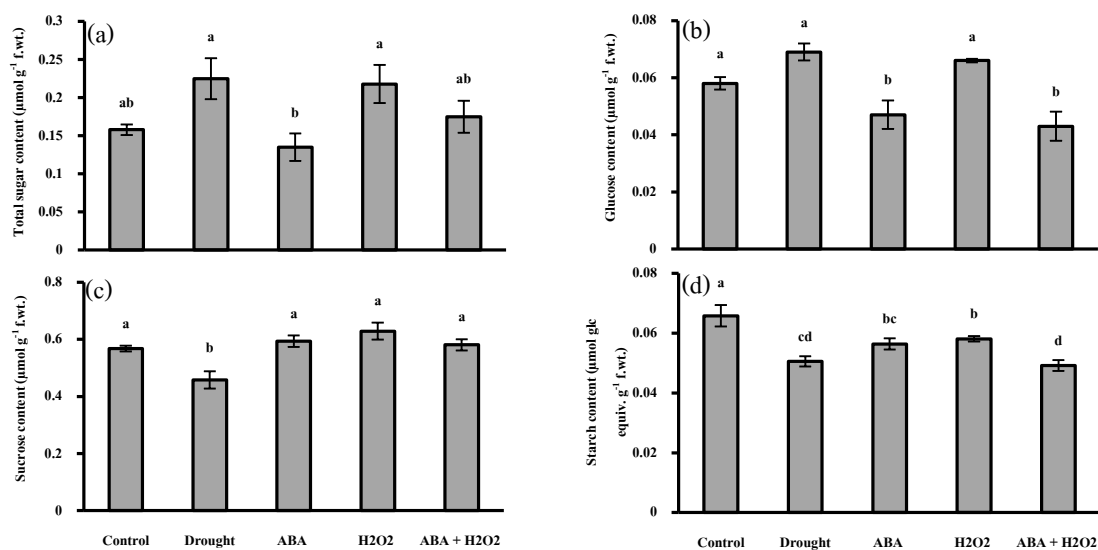 (a)
Total sugar content (µmol g⁻¹ f.wt.)
0.3
0.25
0.2
0.15
0.1
0.05
0
ab
a
b
a
ab
(b)
Glucose content (µmol g⁻¹ f.wt.)
0.08
0.06
0.04
0.02
0
a
a
b
a
b
(c)
Sucrose content (µmol g⁻¹ f.wt.)
0.8
0.6
0.4
0.2
0
a
b
a
a
a
Control Drought ABA H2O2 ABA + H2O2
(d)
Starch content (µmol glc
equiv. g⁻¹ f.wt.)
0.08
0.06
0.04
0.02
0
a
cd
bc
b
d
Control Drought ABA H2O2 ABA + H2O2